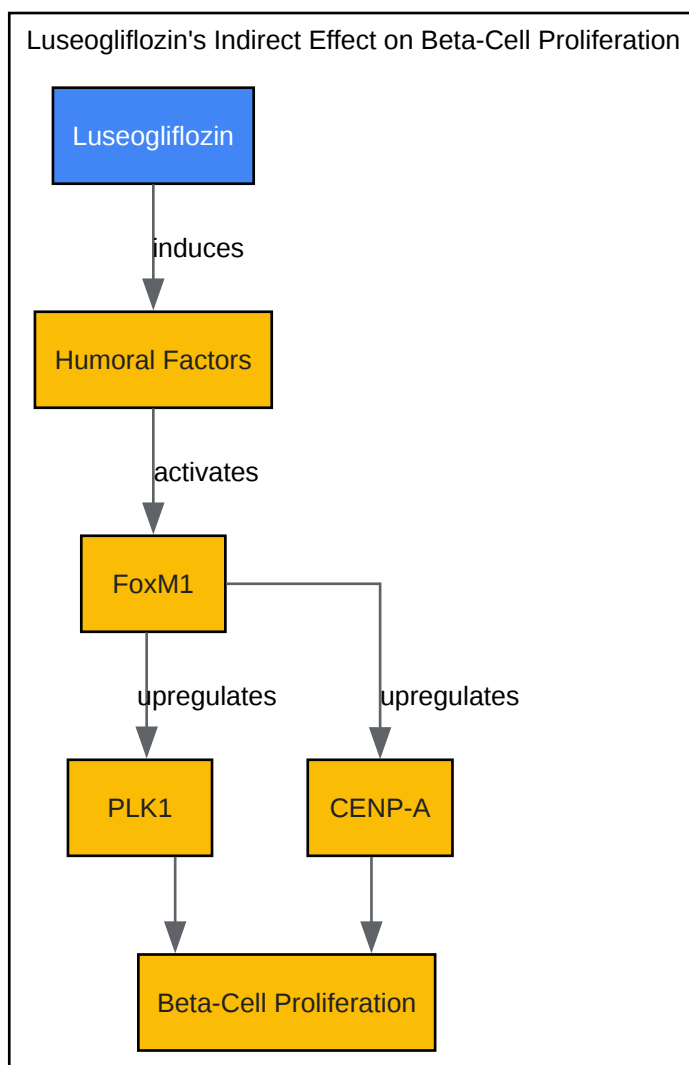 Luseogliflozin's Indirect Effect on Beta-Cell Proliferation
Luseogliflozin
induces
Humoral Factors
activates
FoxM1
upregulates
upregulates
PLK1
CENP-A
Beta-Cell Proliferation